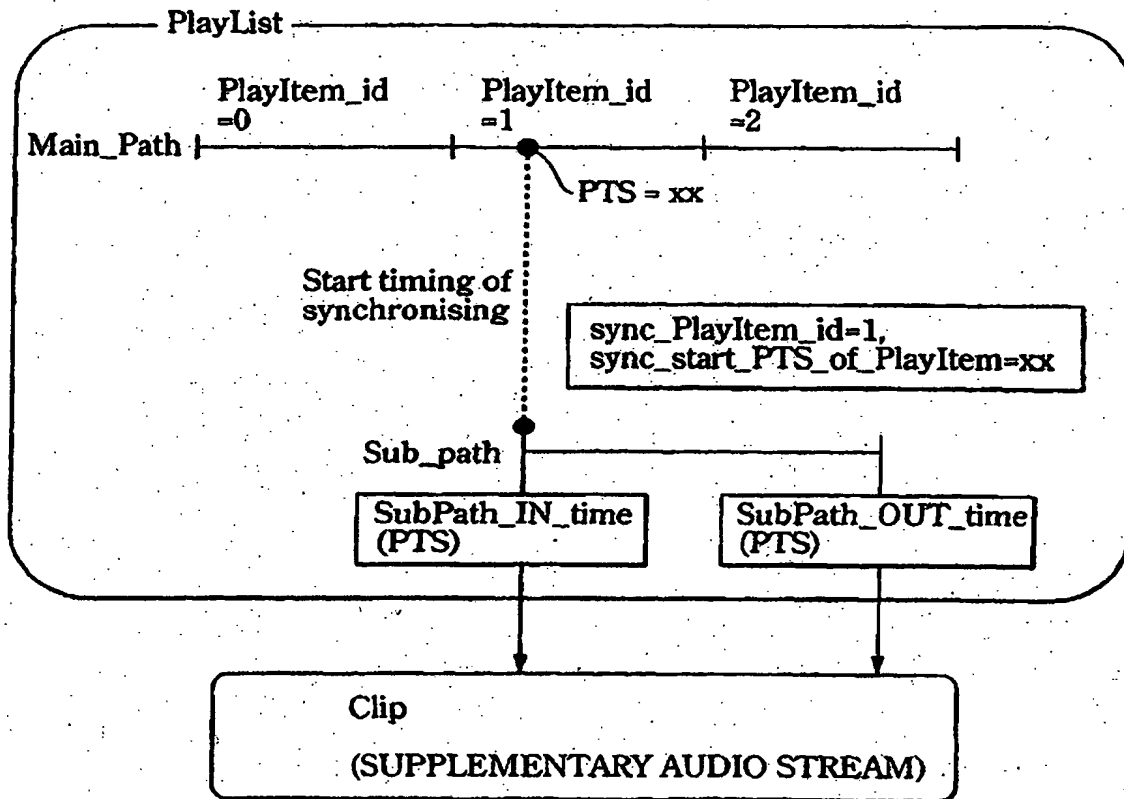 PlayList
PlayItem_id
=0
PlayItem_id
=1
PlayItem_id
=2
Main_Path
PTS = xx
Start timing of
synchronising
sync_PlayItem_id=1,
sync_start_PTS_of_PlayItem=xx
Sub_path
SubPath_IN_time
(PTS)
SubPath_OUT_time
(PTS)
Clip
(SUPPLEMENTARY AUDIO STREAM)